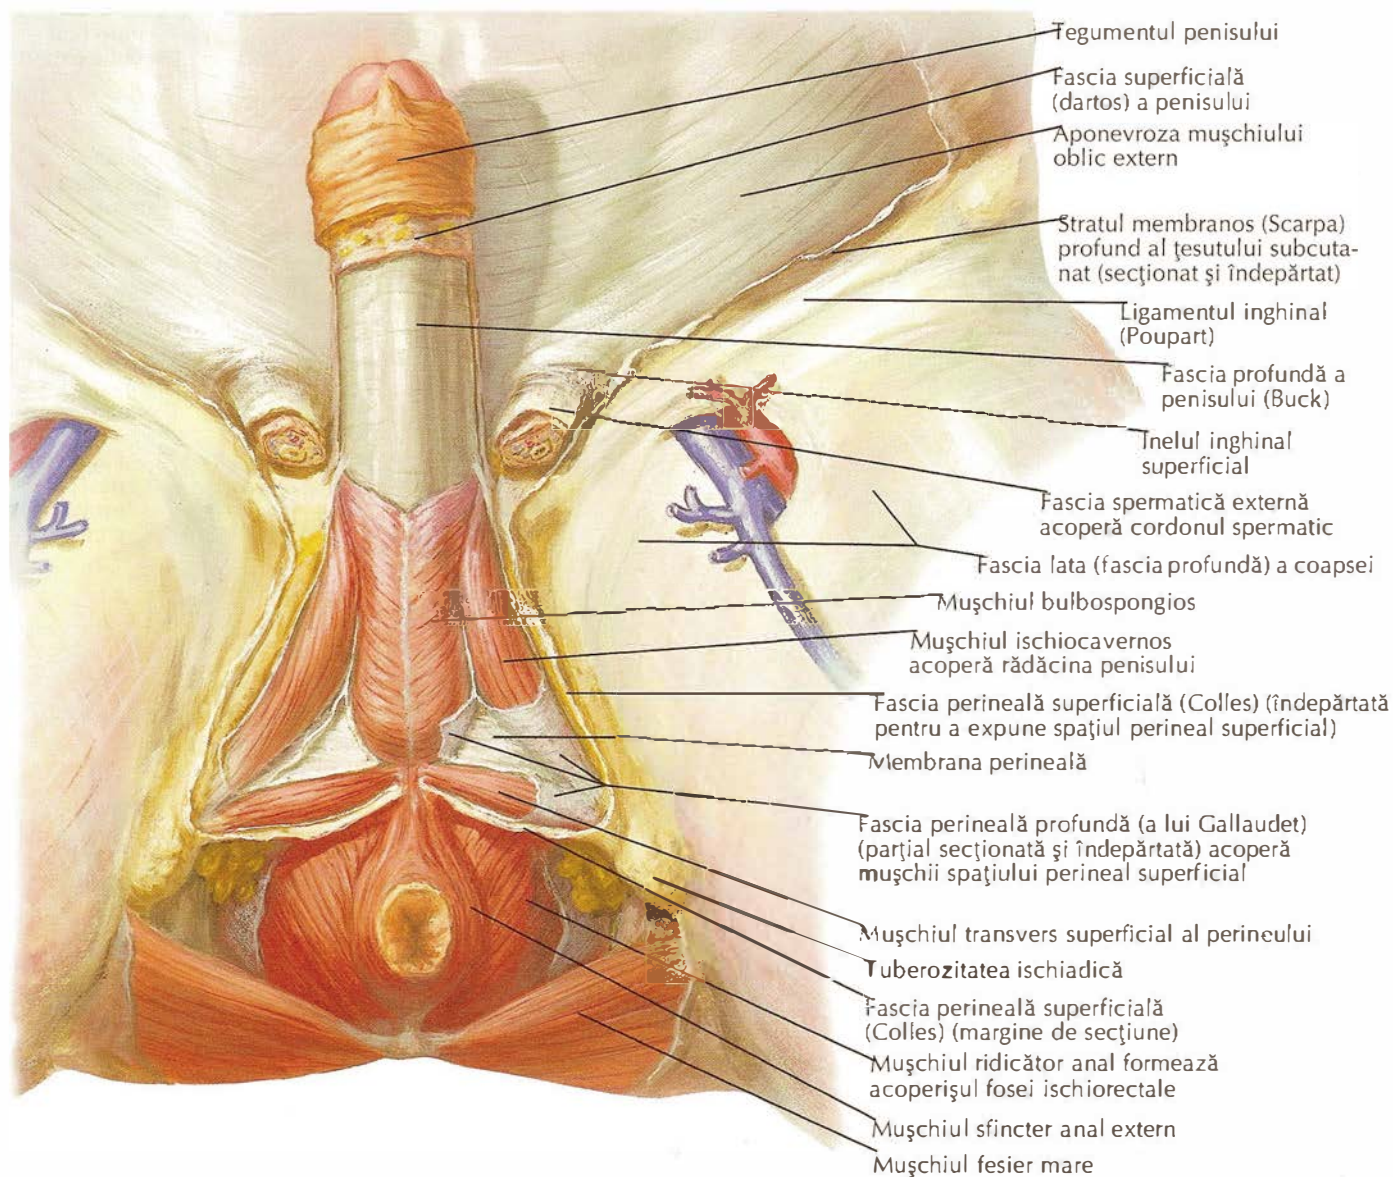 Tegumentul penisului
Fascia superficială
(dartos) a penisului
Aponevroza muşchiului
oblic extern
Stratul membranos (Scarpa)
profund al ţesutului subcuta-
nat (secţionat şi îndepărtat)
Ligamentul inghinal
(Poupart)
Fascia profundă a
penisului (Buck)
Inelul inghinal
superficial
Fascia spermatică externă
acoperă cordonul spermatic
Fascia lata (fascia profundă) a coapsei
Muşchiul bulbospongios
Muşchiul ischiocavernos
acoperă rădăcina penisului
Fascia perineală superficială (Colles) (îndepărtată
pentru a expune spaţiul perineal superficial)
Membrana perineală
Fascia perineală profundă (a lui Gallaudet)
(parţial secţionată şi îndepărtată) acoperă
muşchii spaţiului perineal superficial
Muşchiul transvers superficial al perineului
Tuberozitatea ischiadică
Fascia perineală superficială
(Colles) (margine de secţiune)
Muşchiul ridicător anal formează
acoperişul fosei ischiorectale
Muşchiul sfincter anal extern
Muşchiul fesier mare